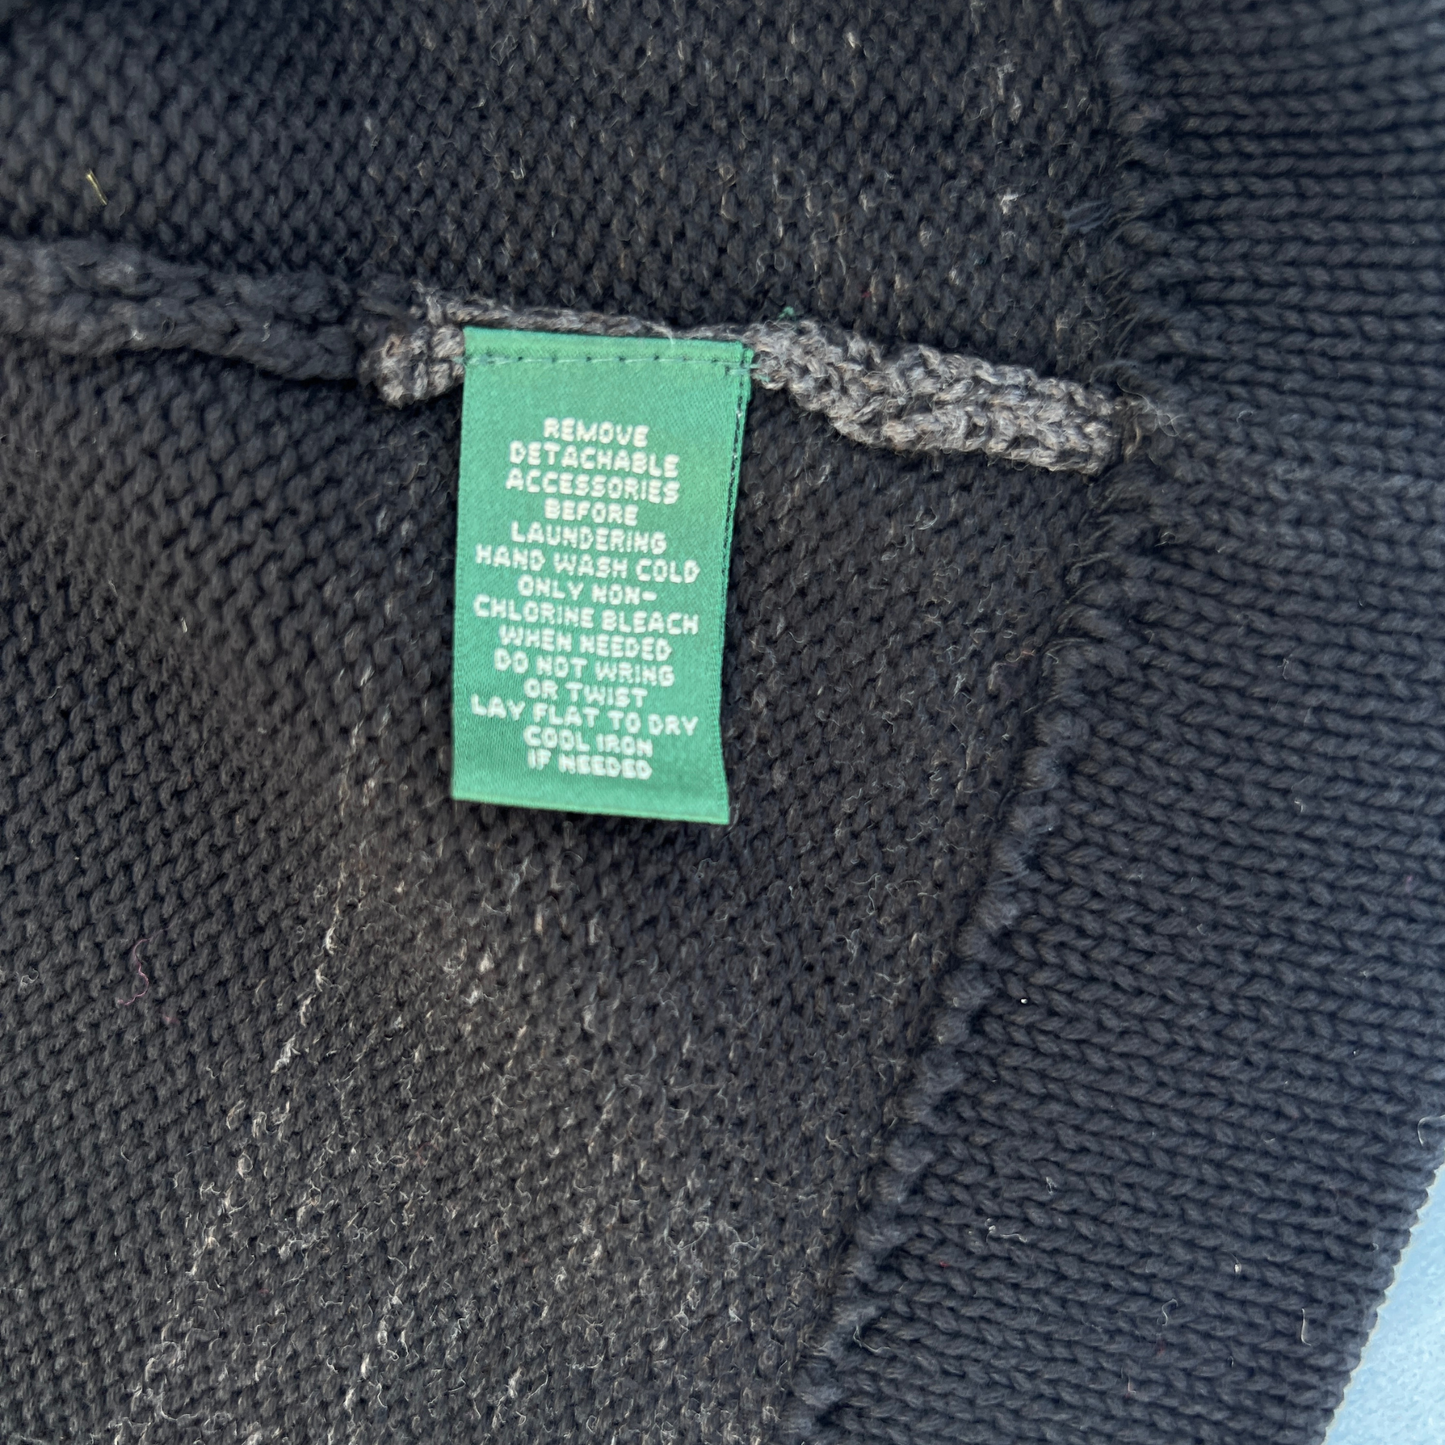 REMOVE
DETACHABLE
ACCESSORIES
BEFORE
LAUNDERING
HAND WASH COLD
ONLY NON-
CHLORINE BLEACH
WHEN NEEDED
DO NOT WRING
OR TWIST
LAY FLAT TO DRY
COOL IRON
IF NEEDED